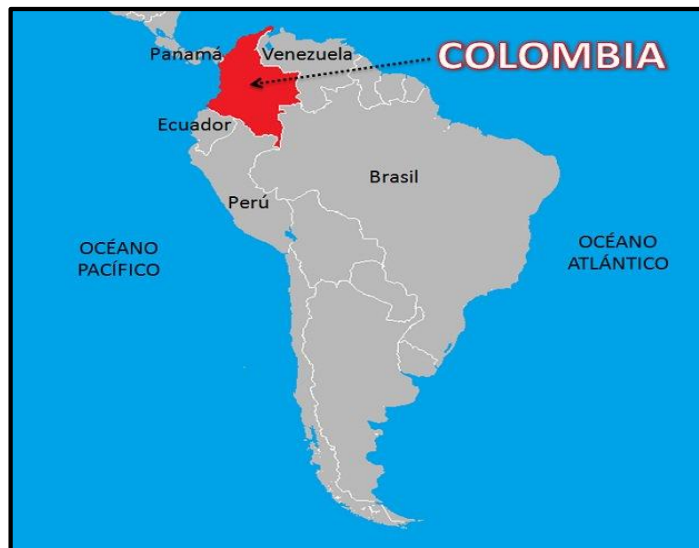 Panamá
Venezuela
COLOMBIA
Ecuador
Perú
Brasil
OCÉANO
PACÍFICO
OCÉANO
ATLÁNTICO